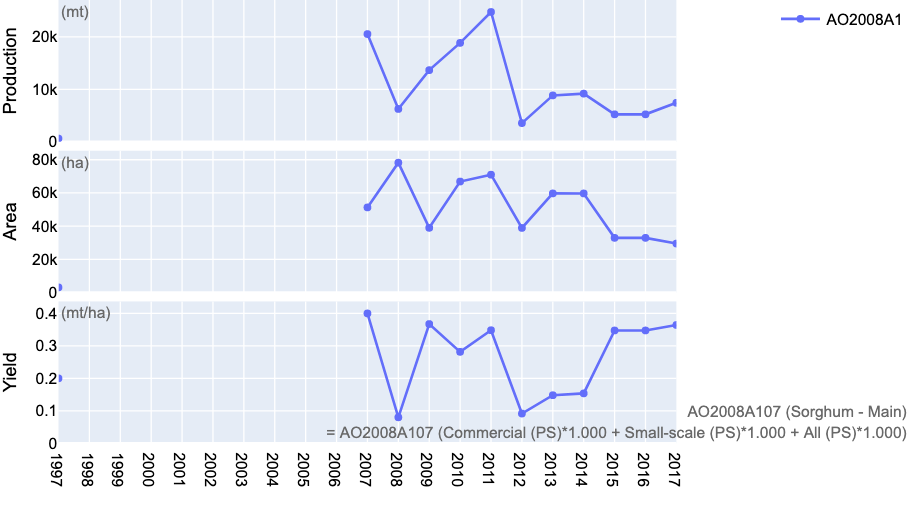 (mt)
AO2008A1
Production
20k
10k
0
(ha)
Area
80k
60k
40k
20k
0
(mt/ha)
Yield
0.4
0.3
0.2
0.1
0
AO2008A107 (Sorghum - Main)
= AO2008A107 (Commercial (PS)*1.000 + Small-scale (PS)*1.000 + All (PS)*1.000)
1997 1998 1999 2000 2001 2002 2003 2004 2005 2006 2007 2008 2009 2010 2011 2012 2013 2014 2015 2016 2017